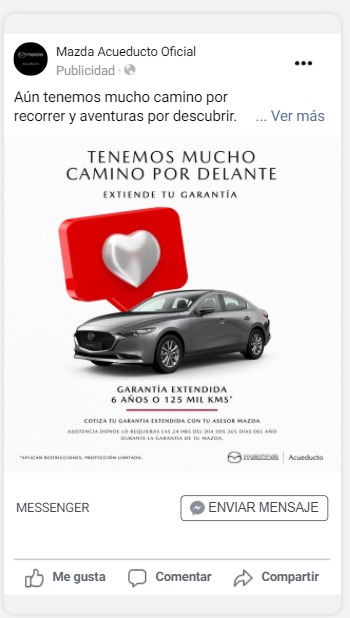 Mazda Acueducto Oficial
Publicidad ·
Aún tenemos mucho camino por
recorrer y aventuras por descubrir. ... Ver más
TENEMOS MUCHO
CAMINO POR DELANTE
EXTIENDE TU GARANTÍA
GARANTÍA EXTENDIDA
6 AÑOS O 125 MIL KMS*
COTIZA TU GARANTÍA EXTENDIDA CON TU ASESOR MAZDA
ASISTENCIA DONDE LO REQUIERAS LAS 24 HRS DEL DÍA LOS 365 DÍAS DEL AÑO
DURANTE LA GARANTÍA DE TU MAZDA.
*APLICAN RESTRICCIONES. PROTECCIÓN LIMITADA.
mazda | Acueducto
MESSENGER
ENVIAR MENSAJE
Me gusta
Comentar
Compartir